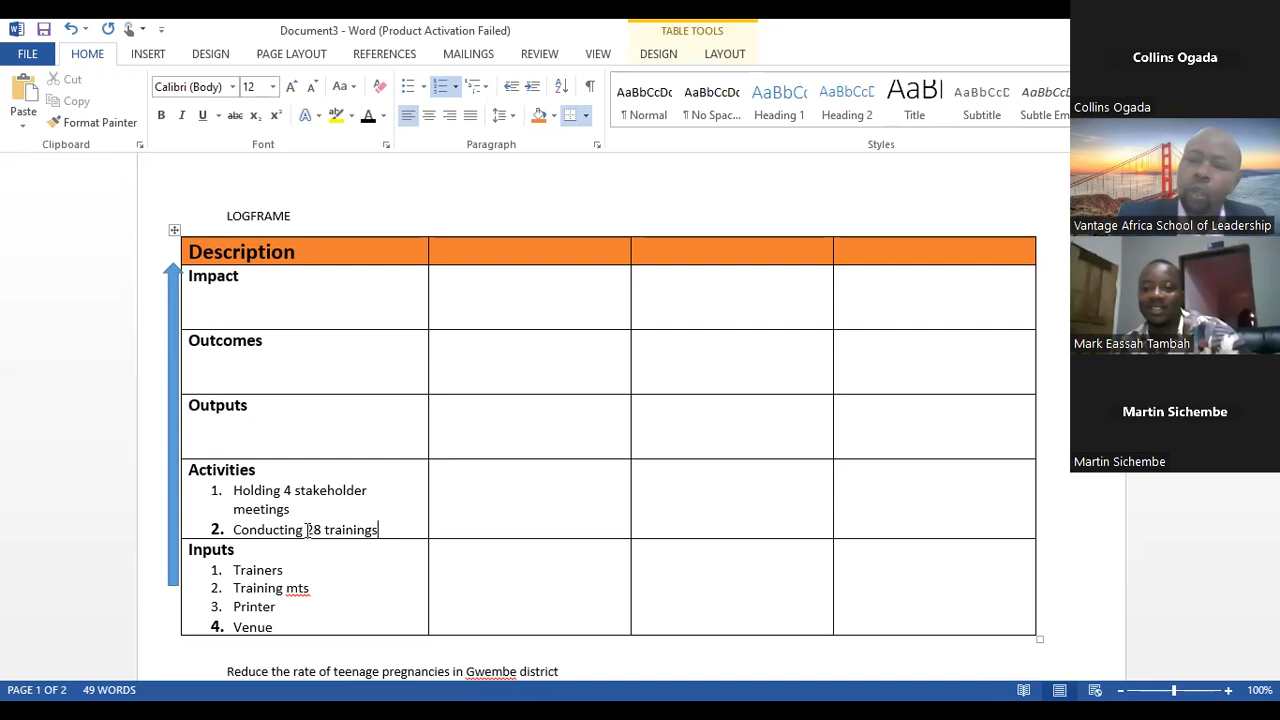 Document3 - Word (Product Activation Failed)
TABLE TOOLS
FILE HOME INSERT DESIGN PAGE LAYOUT REFERENCES MAILINGS REVIEW VIEW DESIGN LAYOUT
Paste
Cut
Copy
Format Painter
Calibri (Body) 12
Clipboard Font Paragraph Styles
AaBbCcDc AaBbCcDc AaBbCc AaBbCcD AaBl AaBbCcD AaBbCcD
¶ Normal ¶ No Spac... Heading 1 Heading 2 Title Subtitle Subtle Em
LOGFRAME
Description
Impact
Outcomes
Outputs
Activities
1. Holding 4 stakeholder
meetings
2. Conducting 28 trainings
Inputs
1. Trainers
2. Training mts
3. Printer
4. Venue
Reduce the rate of teenage pregnancies in Gwembe district
PAGE 1 OF 2 49 WORDS
100%
Collins Ogada
Collins Ogada
Vantage Africa School of Leadership
Mark Eassah Tambah
Martin Sichembe
Martin Sichembe